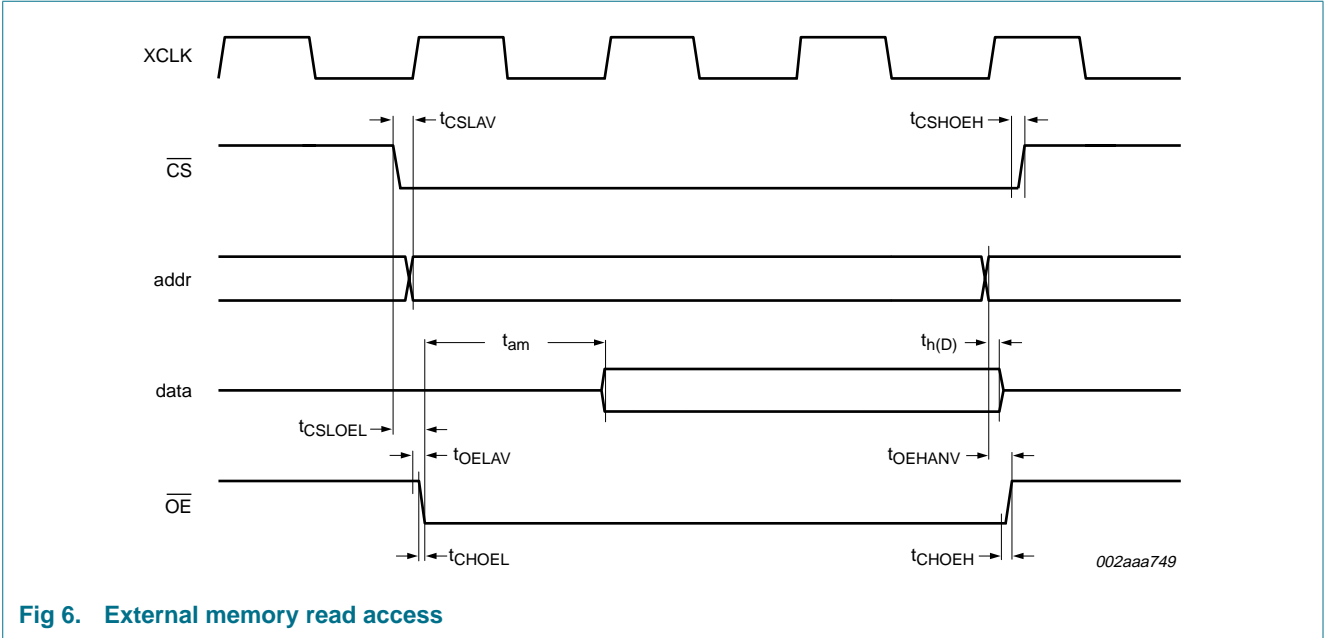 XCLK
tCSLAV
tCSHOEH
CS
addr
tam
th(D)
data
tCSLOEL
tOELAV
tOEHANV
OE
tCHOEL
tCHOEH
002aaa749
Fig 6. External memory read access